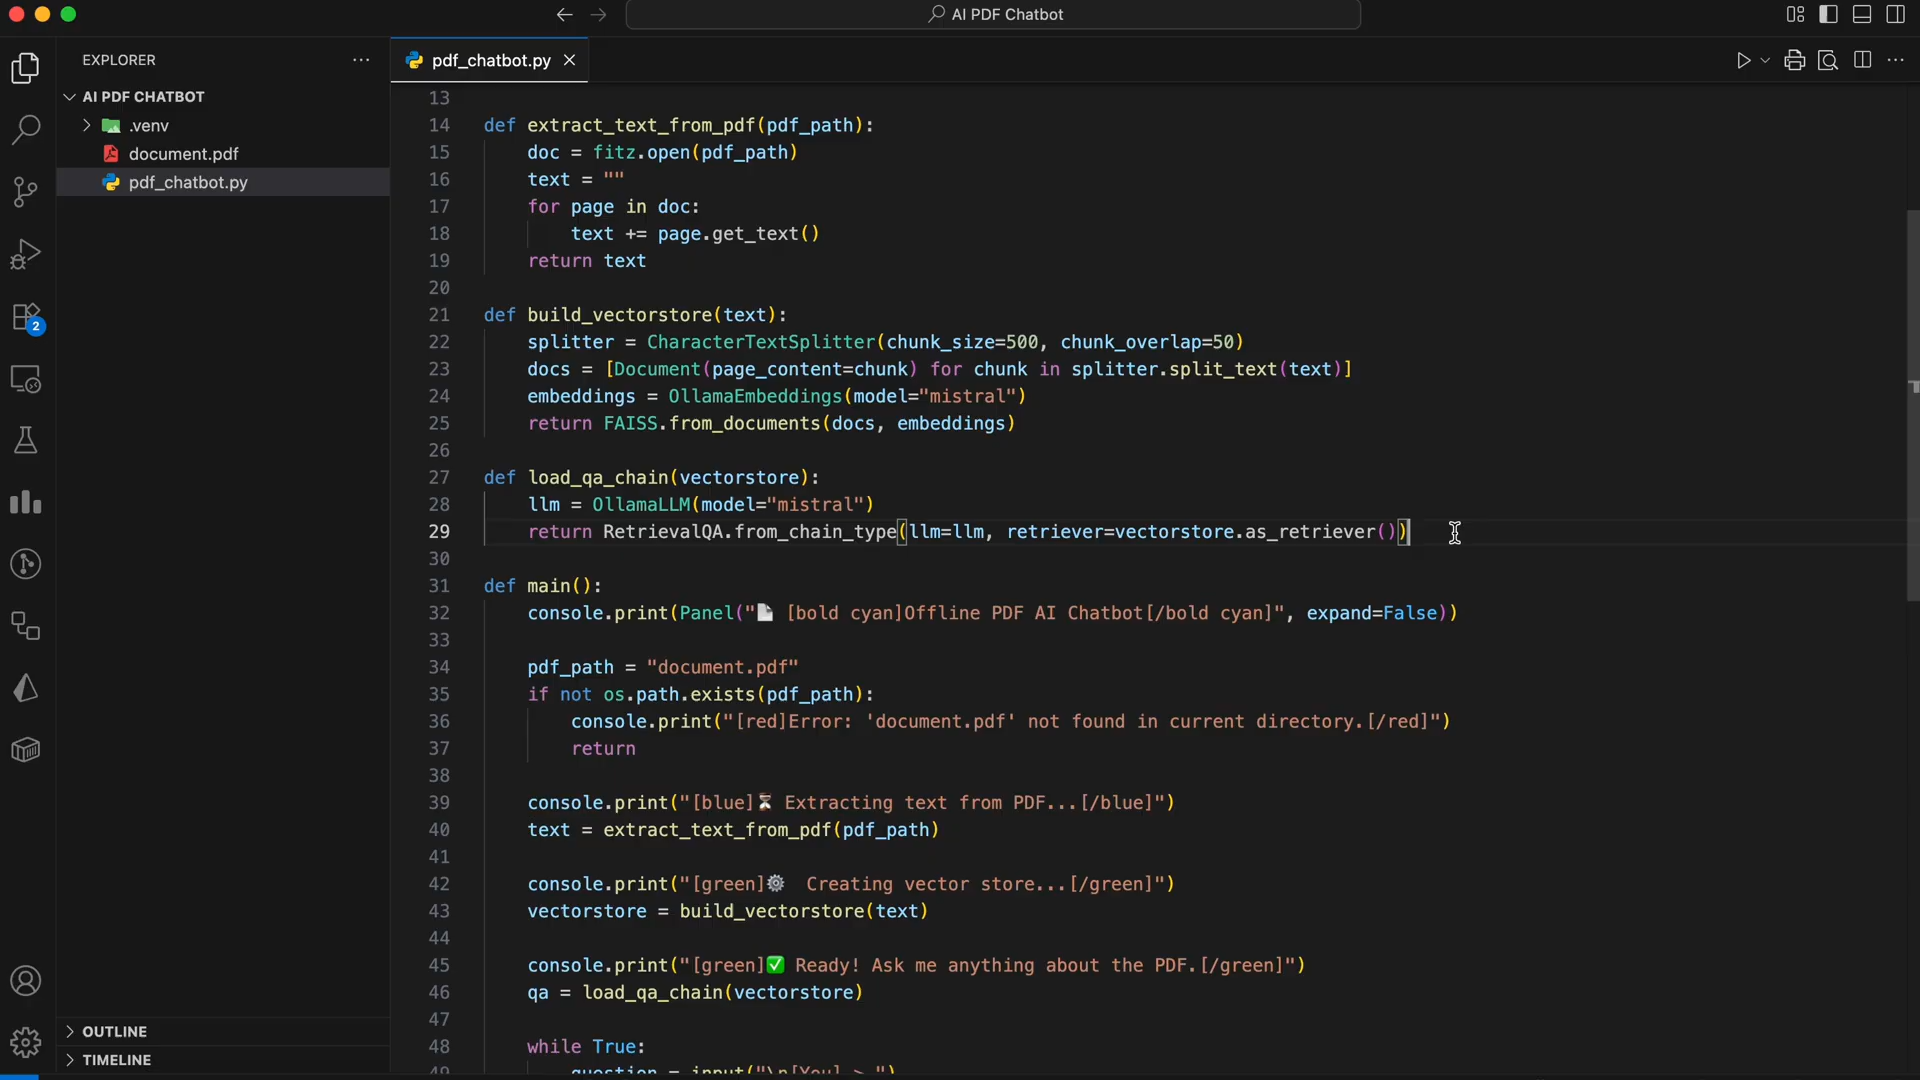 AI PDF Chatbot
EXPLORER
pdf_chatbot.py
AI PDF CHATBOT
.venv
document.pdf
pdf_chatbot.py
2
OUTLINE
TIMELINE
13
14 def extract_text_from_pdf(pdf_path):
15 doc = fitz.open(pdf_path)
16 text = ""
17 for page in doc:
18 text += page.get_text()
19 return text
20
21 def build_vectorstore(text):
22 splitter = CharacterTextSplitter(chunk_size=500, chunk_overlap=50)
23 docs = [Document(page_content=chunk) for chunk in splitter.split_text(text)]
24 embeddings = OllamaEmbeddings(model="mistral")
25 return FAISS.from_documents(docs, embeddings)
26
27 def load_qa_chain(vectorstore):
28 llm = OllamaLLM(model="mistral")
29 return RetrievalQA.from_chain_type(llm=llm, retriever=vectorstore.as_retriever())
30
31 def main():
32 console.print(Panel("📄 [bold cyan]Offline PDF AI Chatbot[/bold cyan]", expand=False))
33
34 pdf_path = "document.pdf"
35 if not os.path.exists(pdf_path):
36 console.print("[red]Error: 'document.pdf' not found in current directory.[/red]")
37 return
38
39 console.print("[blue]⏳ Extracting text from PDF...[/blue]")
40 text = extract_text_from_pdf(pdf_path)
41
42 console.print("[green]⚙️  Creating vector store...[/green]")
43 vectorstore = build_vectorstore(text)
44
45 console.print("[green]✅ Ready! Ask me anything about the PDF.[/green]")
46 qa = load_qa_chain(vectorstore)
47
48 while True:
49 question = input("\n[You] > ")